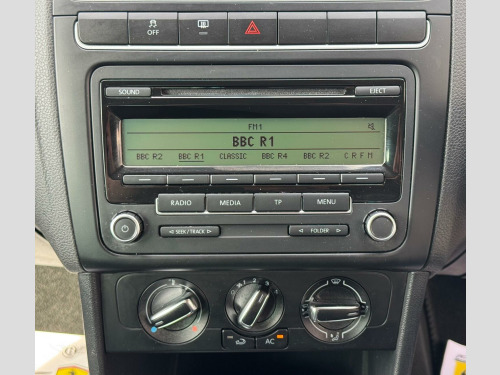 OFF
SOUND EJECT
FM1
BBC R1
BBC R2 BBC R1 CLASSIC BBC R4 BBC R2 C R F M
RADIO MEDIA TP MENU
SEEK / TRACK FOLDER
AC